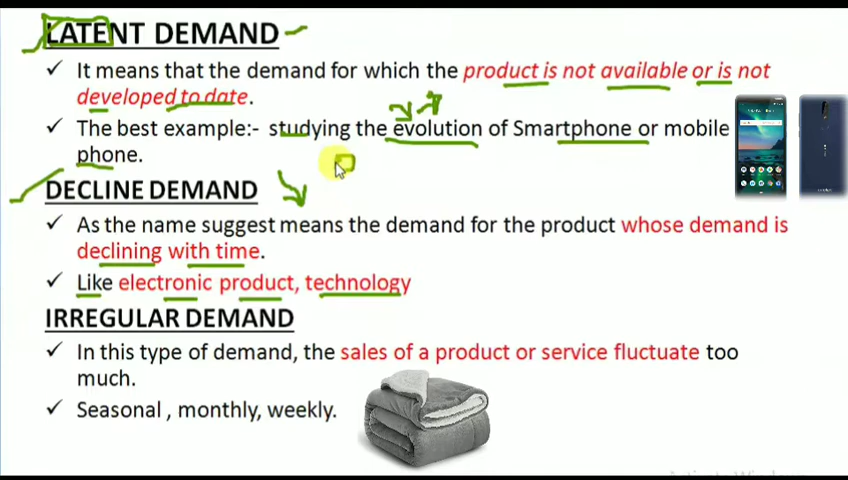 LATENT DEMAND
✓ It means that the demand for which the product is not available or is not
developed to date.
✓ The best example:- studying the evolution of Smartphone or mobile
phone.
DECLINE DEMAND
✓ As the name suggest means the demand for the product whose demand is
declining with time.
✓ Like electronic product, technology
IRREGULAR DEMAND
✓ In this type of demand, the sales of a product or service fluctuate too
much.
✓ Seasonal , monthly, weekly.